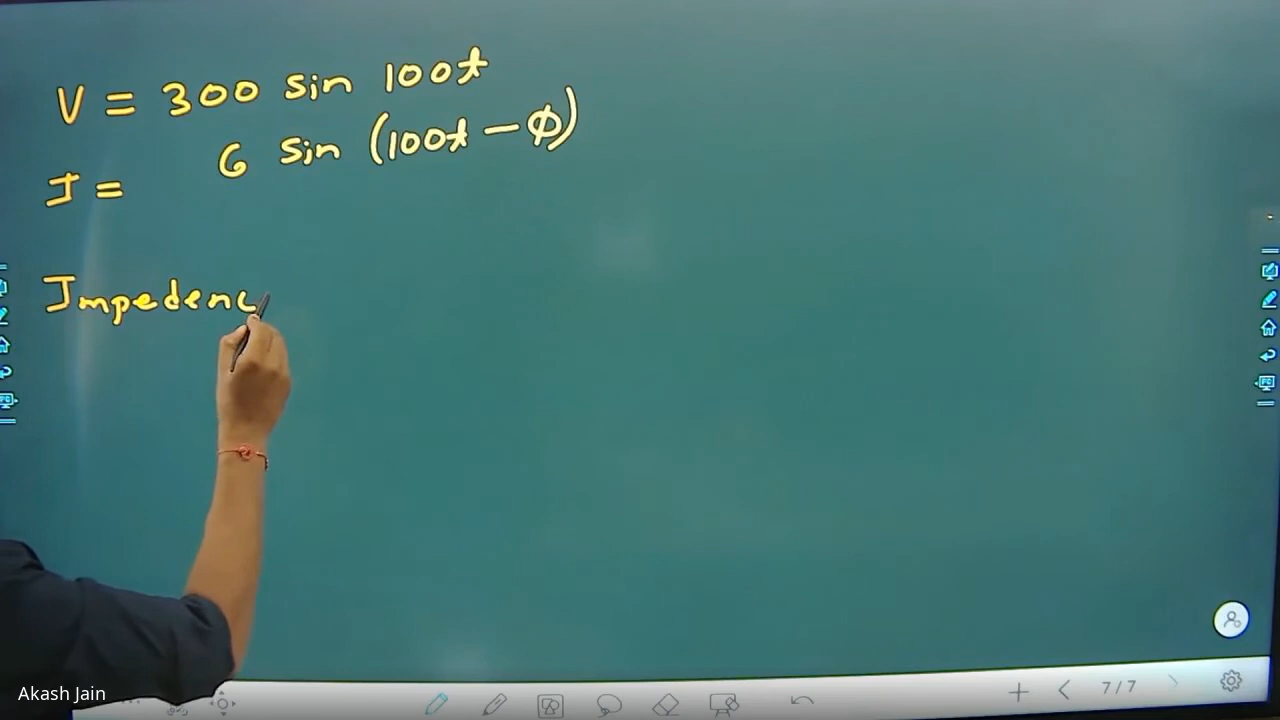 V = 300 sin 100t
I = 6 sin (100t - φ)
Impedenc
Akash Jain
7/7